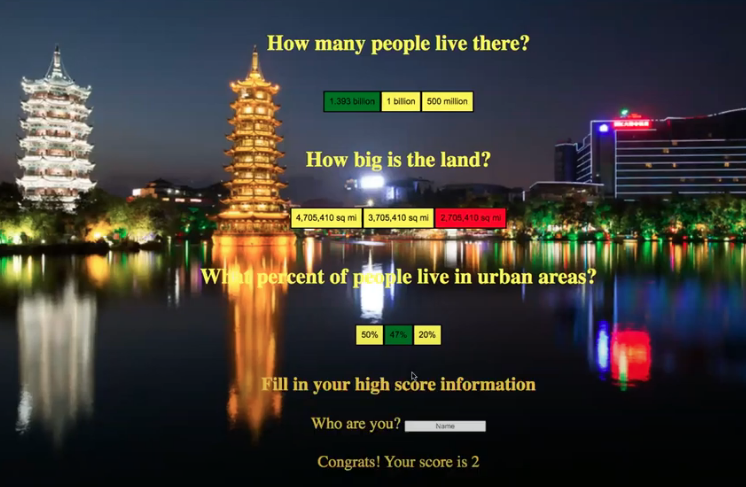 How many people live there?
1.393 billion 1 billion 500 million
How big is the land?
4,705,410 sq mi 3,705,410 sq mi 2,705,410 sq mi
What percent of people live in urban areas?
50% 47% 20%
Fill in your high score information
Who are you? Name
Congrats! Your score is 2